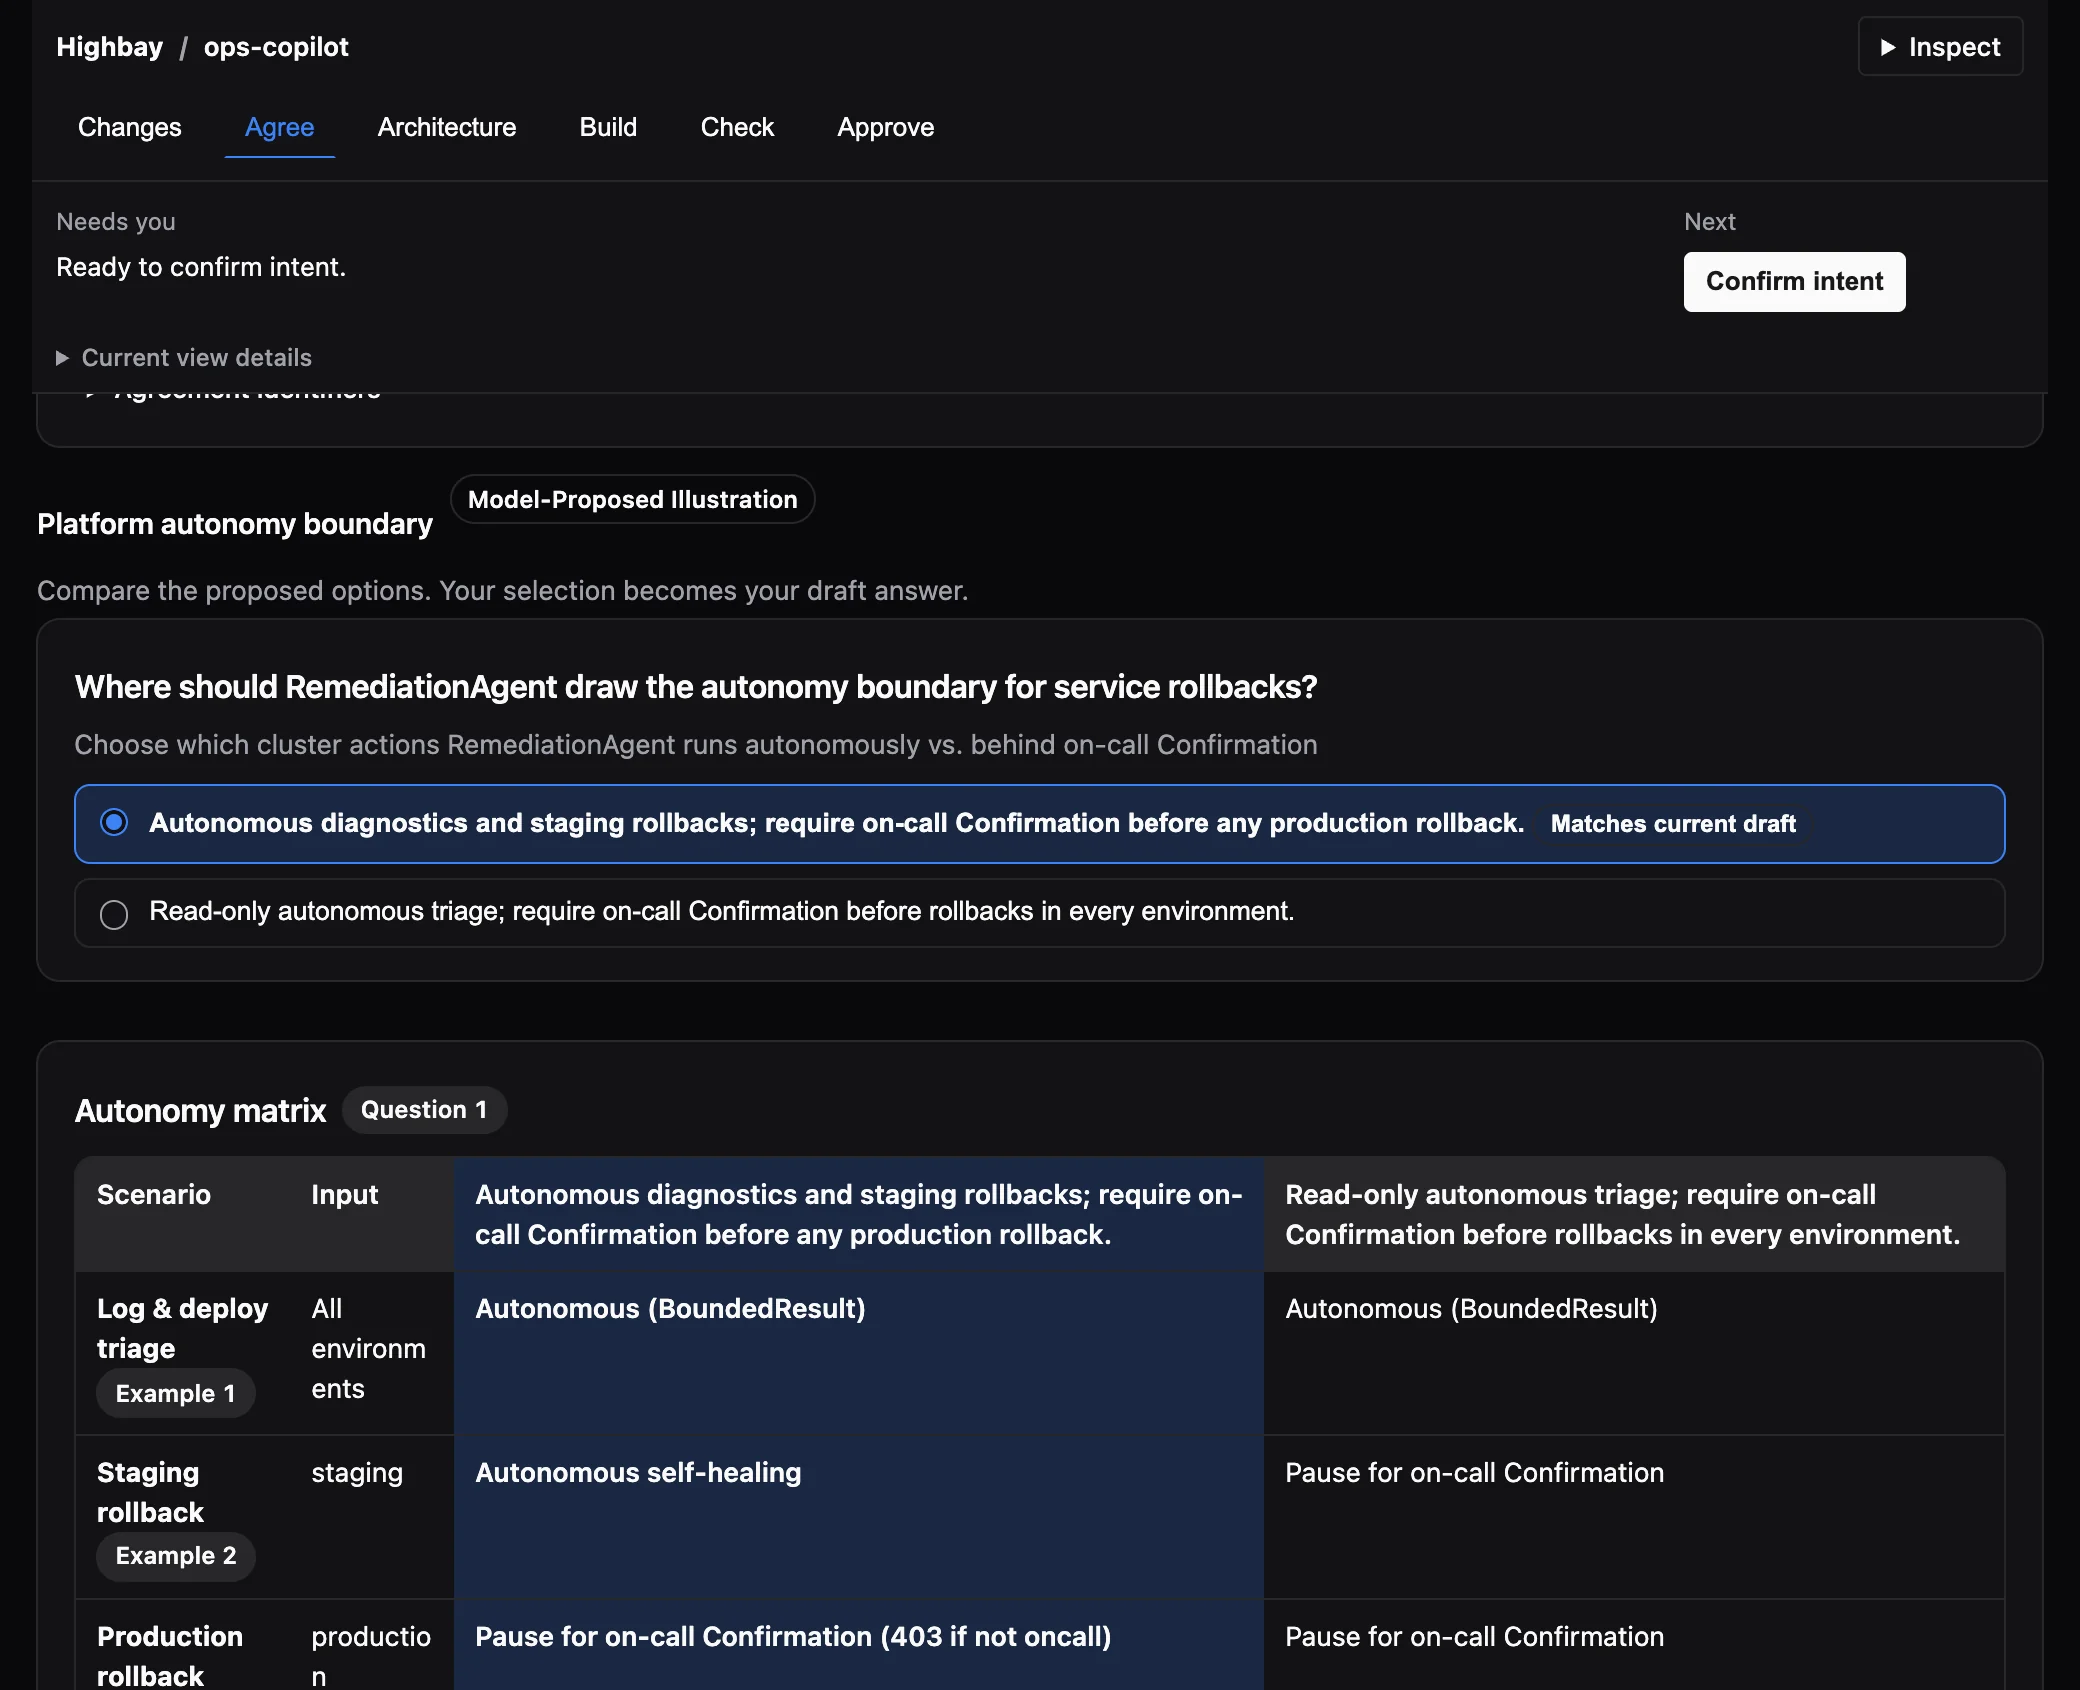 Highbay / ops-copilot
▶ Inspect
Changes
Agree
Architecture
Build
Check
Approve
Needs you
Ready to confirm intent.
Next
Confirm intent
▶ Current view details
Agreement identifiers
Platform autonomy boundary
Model-Proposed Illustration
Compare the proposed options. Your selection becomes your draft answer.
Where should RemediationAgent draw the autonomy boundary for service rollbacks?
Choose which cluster actions RemediationAgent runs autonomously vs. behind on-call Confirmation
Autonomous diagnostics and staging rollbacks; require on-call Confirmation before any production rollback. Matches current draft
Read-only autonomous triage; require on-call Confirmation before rollbacks in every environment.
Autonomy matrix
Question 1
Scenario
Input
Autonomous diagnostics and staging rollbacks; require on-
call Confirmation before any production rollback.
Read-only autonomous triage; require on-call
Confirmation before rollbacks in every environment.
Log & deploy
triage
Example 1
All
environm
ents
Autonomous (BoundedResult)
Autonomous (BoundedResult)
Staging
rollback
Example 2
staging
Autonomous self-healing
Pause for on-call Confirmation
Production
rollback
productio
n
Pause for on-call Confirmation (403 if not oncall)
Pause for on-call Confirmation